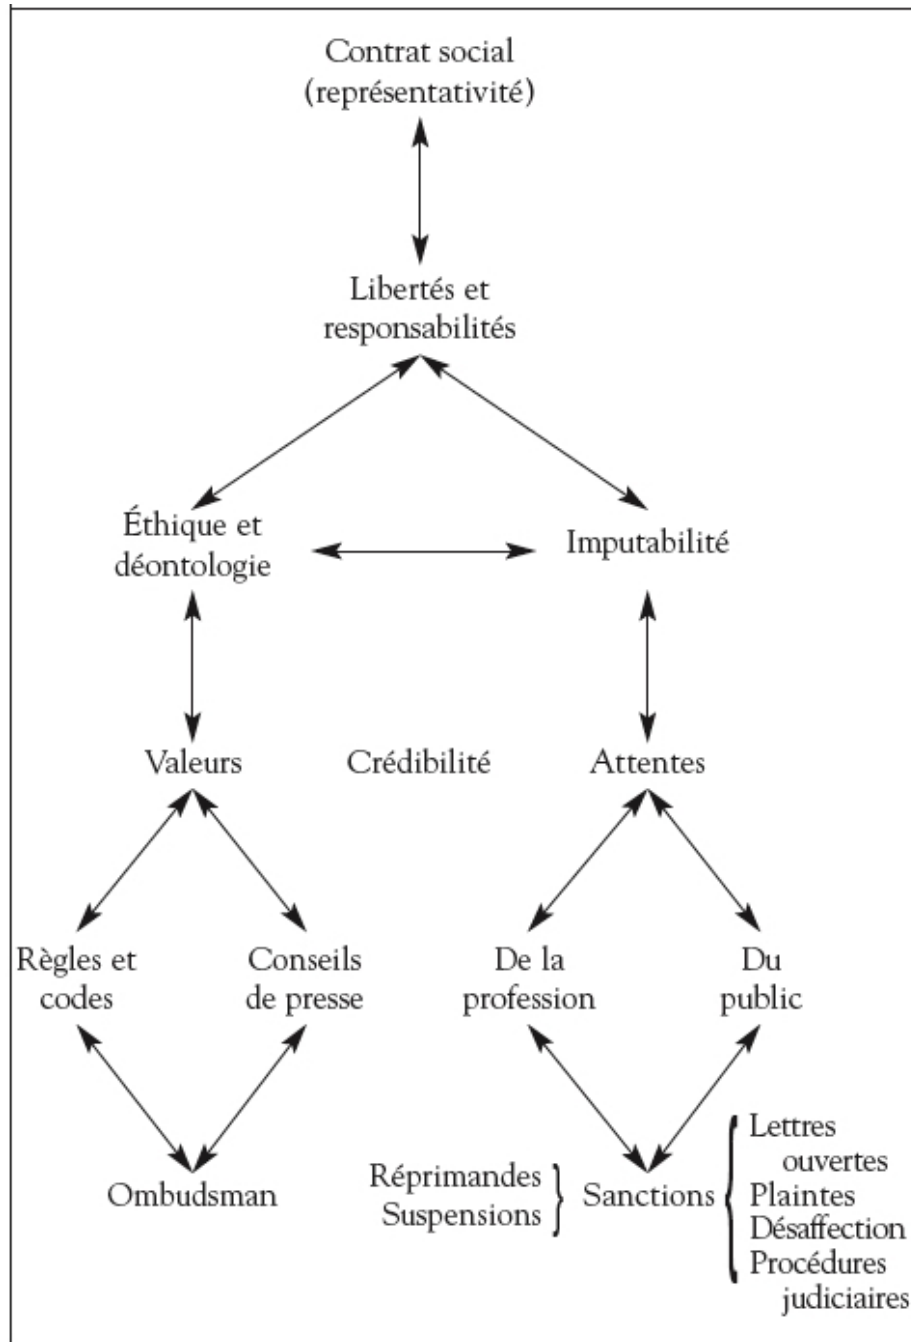 Contrat social
(représentativité)
Libertés et
responsabilités
Éthique et
déontologie
Imputabilité
Valeurs
Crédibilité
Attentes
Règles et
codes
Conseils
de presse
De la
profession
Du
public
Ombudsman
Réprimandes
Suspensions
Sanctions
Lettres
ouvertes
Plaintes
Désaffection
Procédures
judiciaires